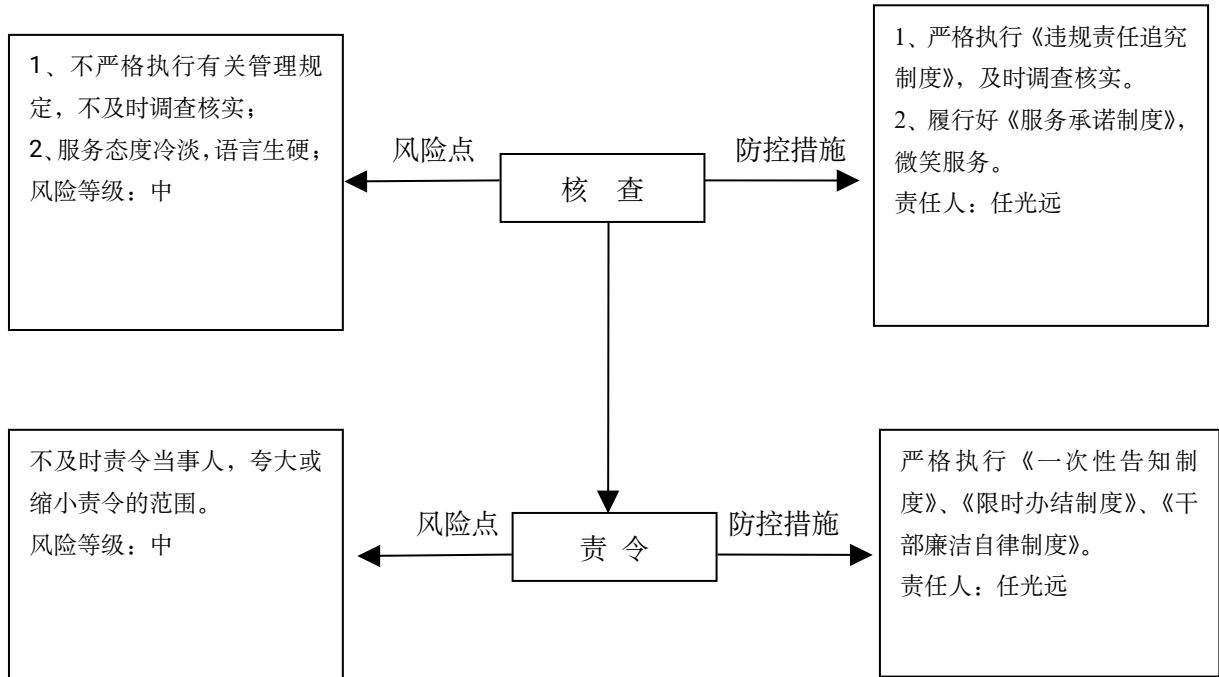 1、不严格执行有关管理规
定，不及时调查核实；
2、服务态度冷淡，语言生硬；
风险等级：中
风险点
核 查
防控措施
1、严格执行《违规责任追究
制度》，及时调查核实。
2、履行好《服务承诺制度》，
微笑服务。
责任人：任光远
不及时责令当事人，夸大或
缩小责令的范围。
风险等级：中
风险点
责 令
防控措施
严格执行《一次性告知制
度》、《限时办结制度》、《干
部廉洁自律制度》。
责任人：任光远